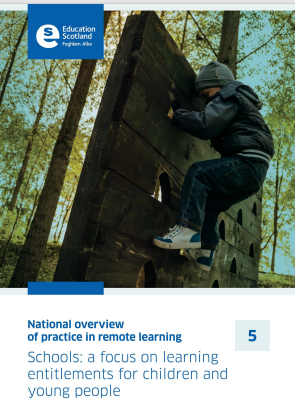 Education
Scotland
Foghlam Alba
National overview
of practice in remote learning
5
Schools: a focus on learning
entitlements for children and
young people